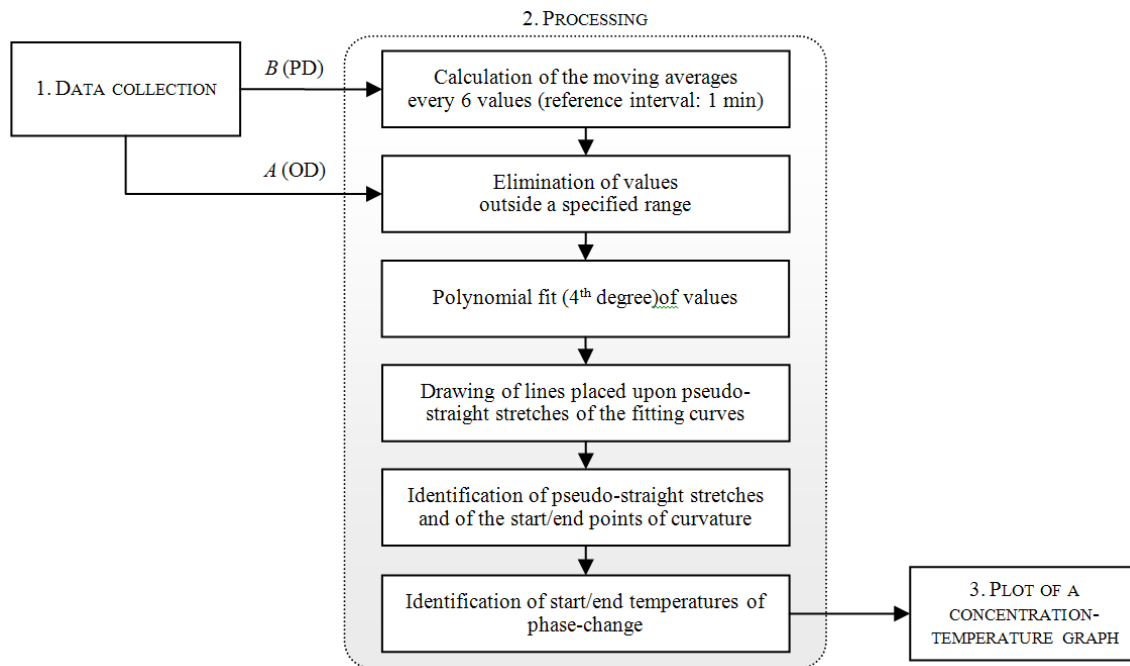 2. PROCESSING
1. DATA COLLECTION
B (PD)
A (OD)
Calculation of the moving averages
every 6 values (reference interval: 1 min)
Elimination of values
outside a specified range
Polynomial fit (4th degree)of values
Drawing of lines placed upon pseudo-
straight stretches of the fitting curves
Identification of pseudo-straight stretches
and of the start/end points of curvature
Identification of start/end temperatures of
phase-change
3. PLOT OF A
CONCENTRATION-
TEMPERATURE GRAPH